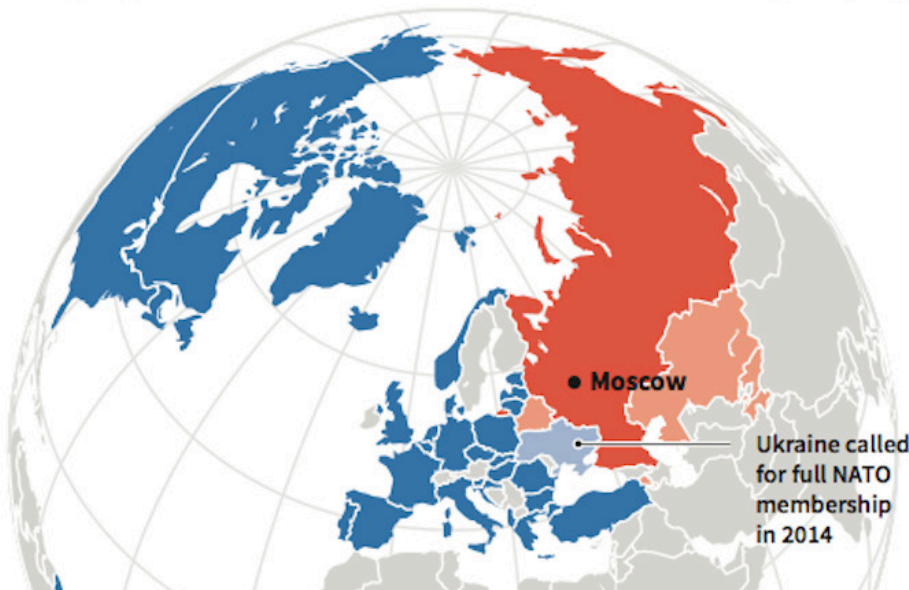 Moscow
Ukraine called
for full NATO
membership
in 2014